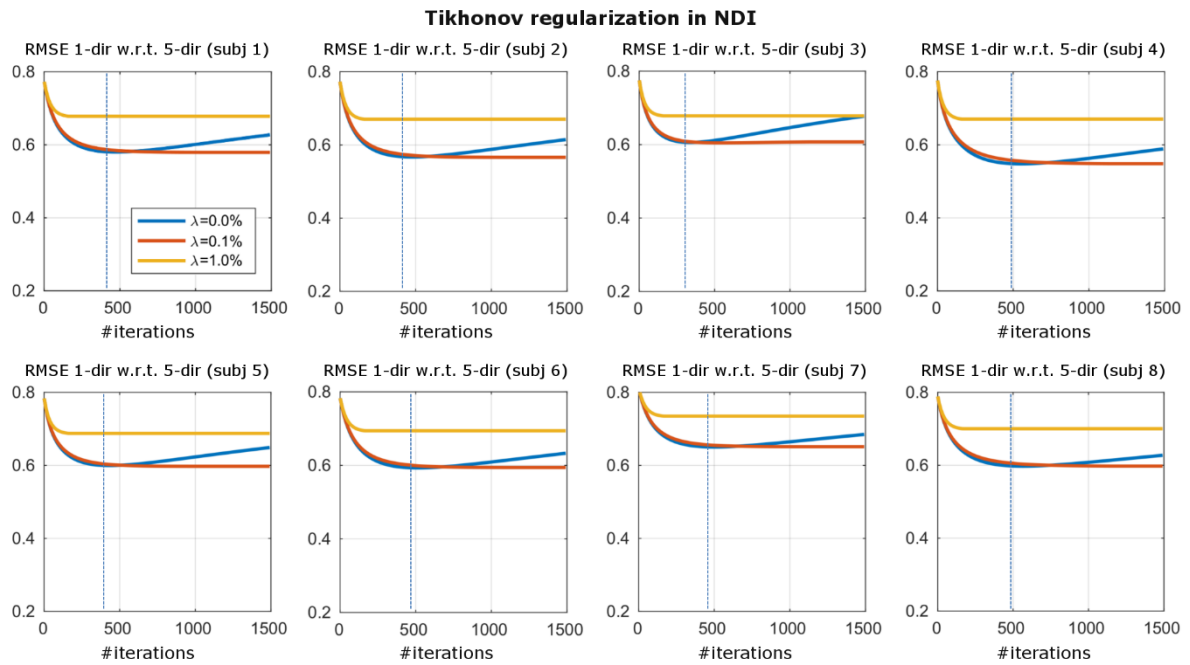 Tikhonov regularization in NDI
RMSE 1-dir w.r.t. 5-dir (subj 1)
0.8
0.6
0.4
0.2
λ=0.0%
λ=0.1%
λ=1.0%
0 500 1000 1500
#iterations
RMSE 1-dir w.r.t. 5-dir (subj 2)
0.8
0.6
0.4
0.2
0 500 1000 1500
#iterations
RMSE 1-dir w.r.t. 5-dir (subj 3)
0.8
0.6
0.4
0.2
0 500 1000 1500
#iterations
RMSE 1-dir w.r.t. 5-dir (subj 4)
0.8
0.6
0.4
0.2
0 500 1000 1500
#iterations
RMSE 1-dir w.r.t. 5-dir (subj 5)
0.8
0.6
0.4
0.2
0 500 1000 1500
#iterations
RMSE 1-dir w.r.t. 5-dir (subj 6)
0.8
0.6
0.4
0.2
0 500 1000 1500
#iterations
RMSE 1-dir w.r.t. 5-dir (subj 7)
0.8
0.6
0.4
0.2
0 500 1000 1500
#iterations
RMSE 1-dir w.r.t. 5-dir (subj 8)
0.8
0.6
0.4
0.2
0 500 1000 1500
#iterations